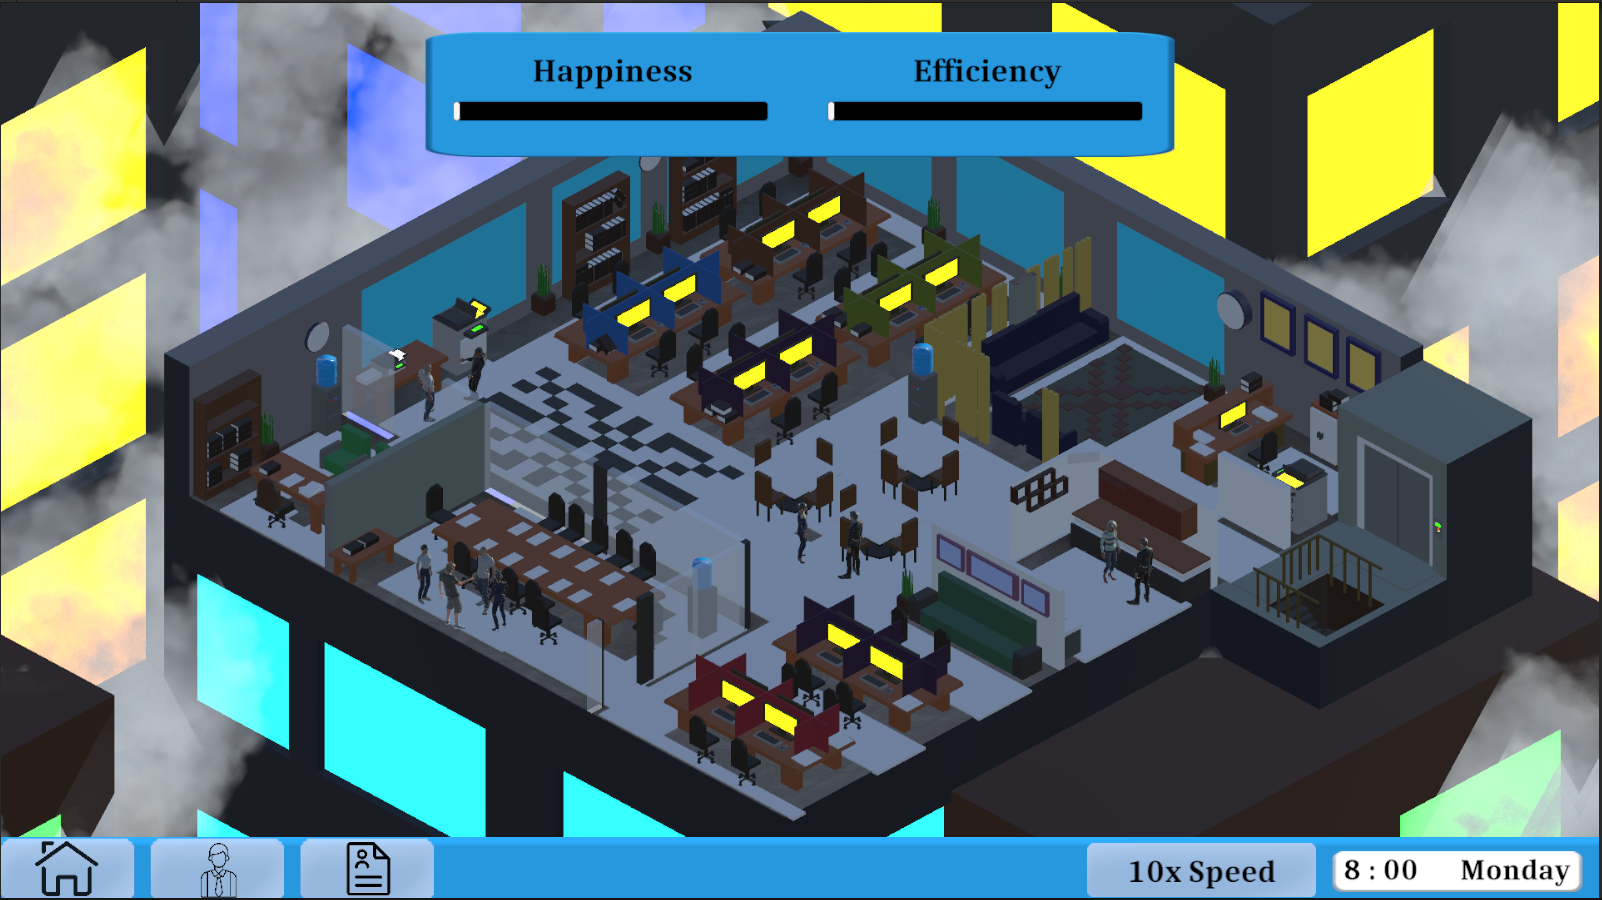 Happiness
Efficiency
10x Speed
8 : 00 Monday